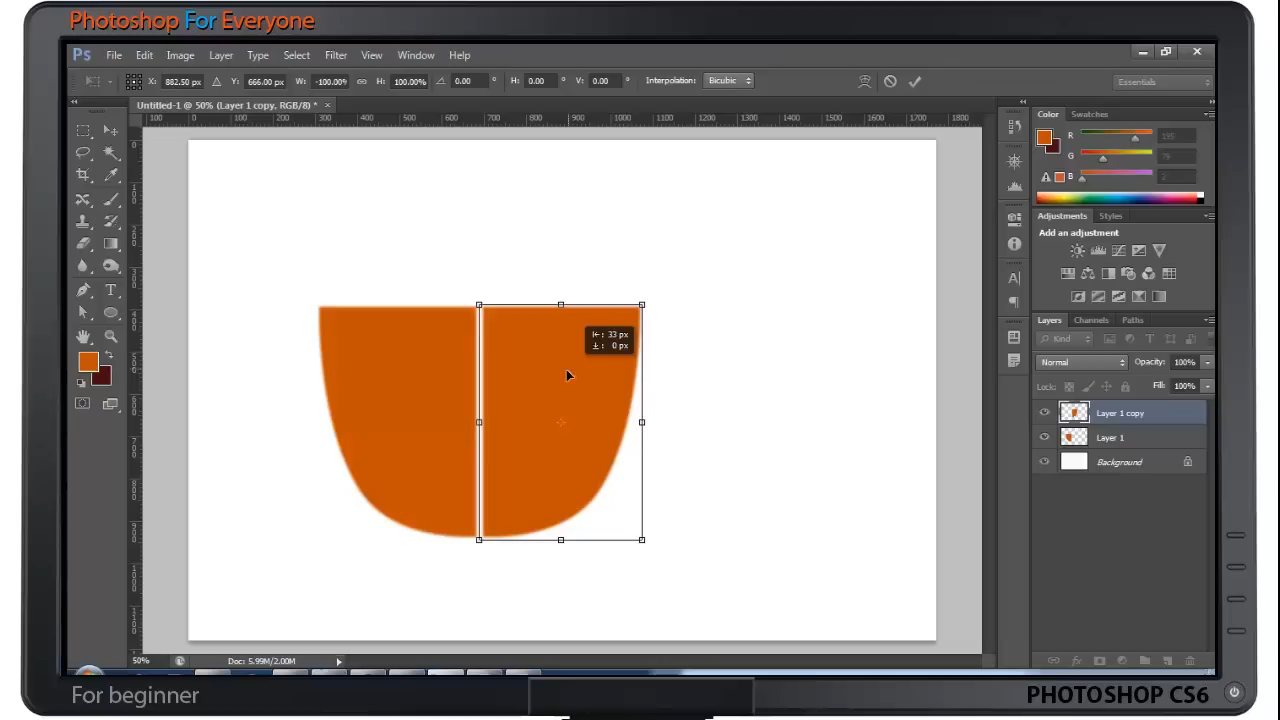 Photoshop For Everyone
Ps File Edit Image Layer Type Select Filter 3D View Window Help
X: 882.50 px Y: 666.00 px W: -100.00% H: 100.00% 0.00 ° H: 0.00 ° V: 0.00 ° Interpolation: Bicubic Essentials
Untitled-1 @ 50% (Layer 1 copy, RGB/8) * ×
100 0 100 200 300 400 500 600 700 800 900 1000 1100 1200 1300 1400 1500 1600 1700 1800
Color Swatches
R 195
G 79
B 2
Adjustments Styles
Add an adjustment
Layers Channels Paths
Kind
Normal Opacity: 100%
Lock: Fill: 100%
Layer 1 copy
Layer 1
Background
33 px
0 px
50% Doc: 5.99M/2.00M
For beginner
PHOTOSHOP CS6